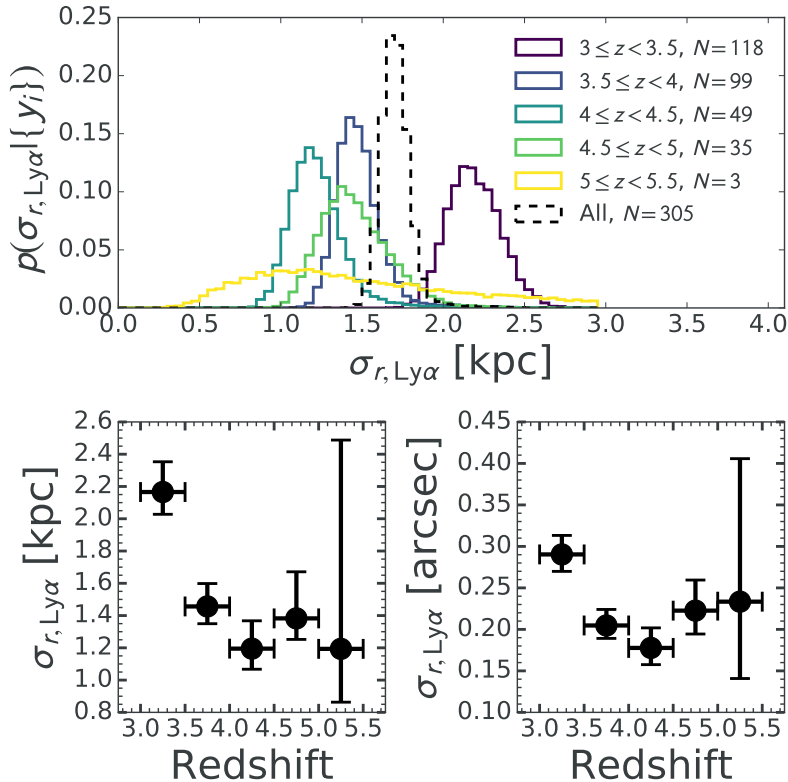 0.25
0.20
0.15
0.10
0.05
0.00
p(σr, Lyα|{yi})
3≤z<3.5, N=118
3.5≤z<4, N=99
4≤z<4.5, N=49
4.5≤z<5, N=35
5≤z<5.5, N=3
All, N=305
0.0 0.5 1.0 1.5 2.0 2.5 3.0 3.5 4.0
σr, Lyα [kpc]
2.6
2.4
2.2
2.0
1.8
1.6
1.4
1.2
1.0
0.8
σr, Lyα [kpc]
3.0 3.5 4.0 4.5 5.0 5.5
Redshift
0.45
0.40
0.35
0.30
0.25
0.20
0.15
0.10
σr, Lyα [arcsec]
3.0 3.5 4.0 4.5 5.0 5.5
Redshift